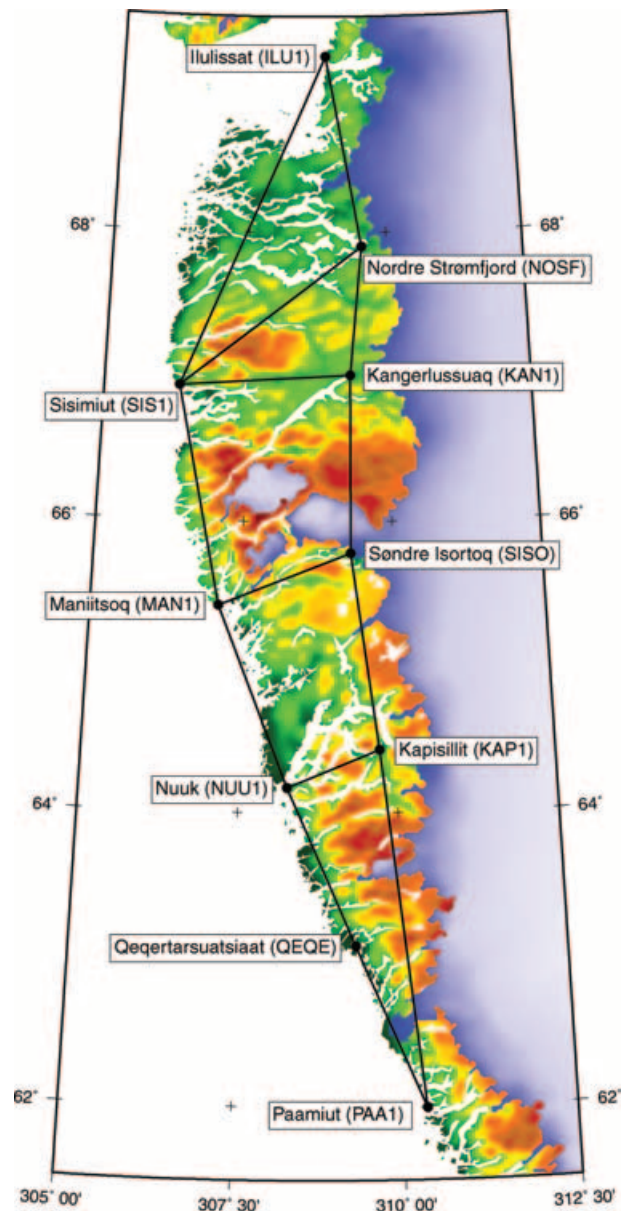 Ilulissat (ILU1)
68° 68°
Nordre Strømfjord (NOSF)
Kangerlussuaq (KAN1)
Sisimiut (SIS1)
66° 66°
Søndre Isortoq (SISO)
Maniitsoq (MAN1)
Kapisillit (KAP1)
Nuuk (NUU1)
64° 64°
Qeqertarsuatsiaat (QEQE)
62° 62°
Paamiut (PAA1)
305° 00' 307° 30' 310° 00' 312° 30'